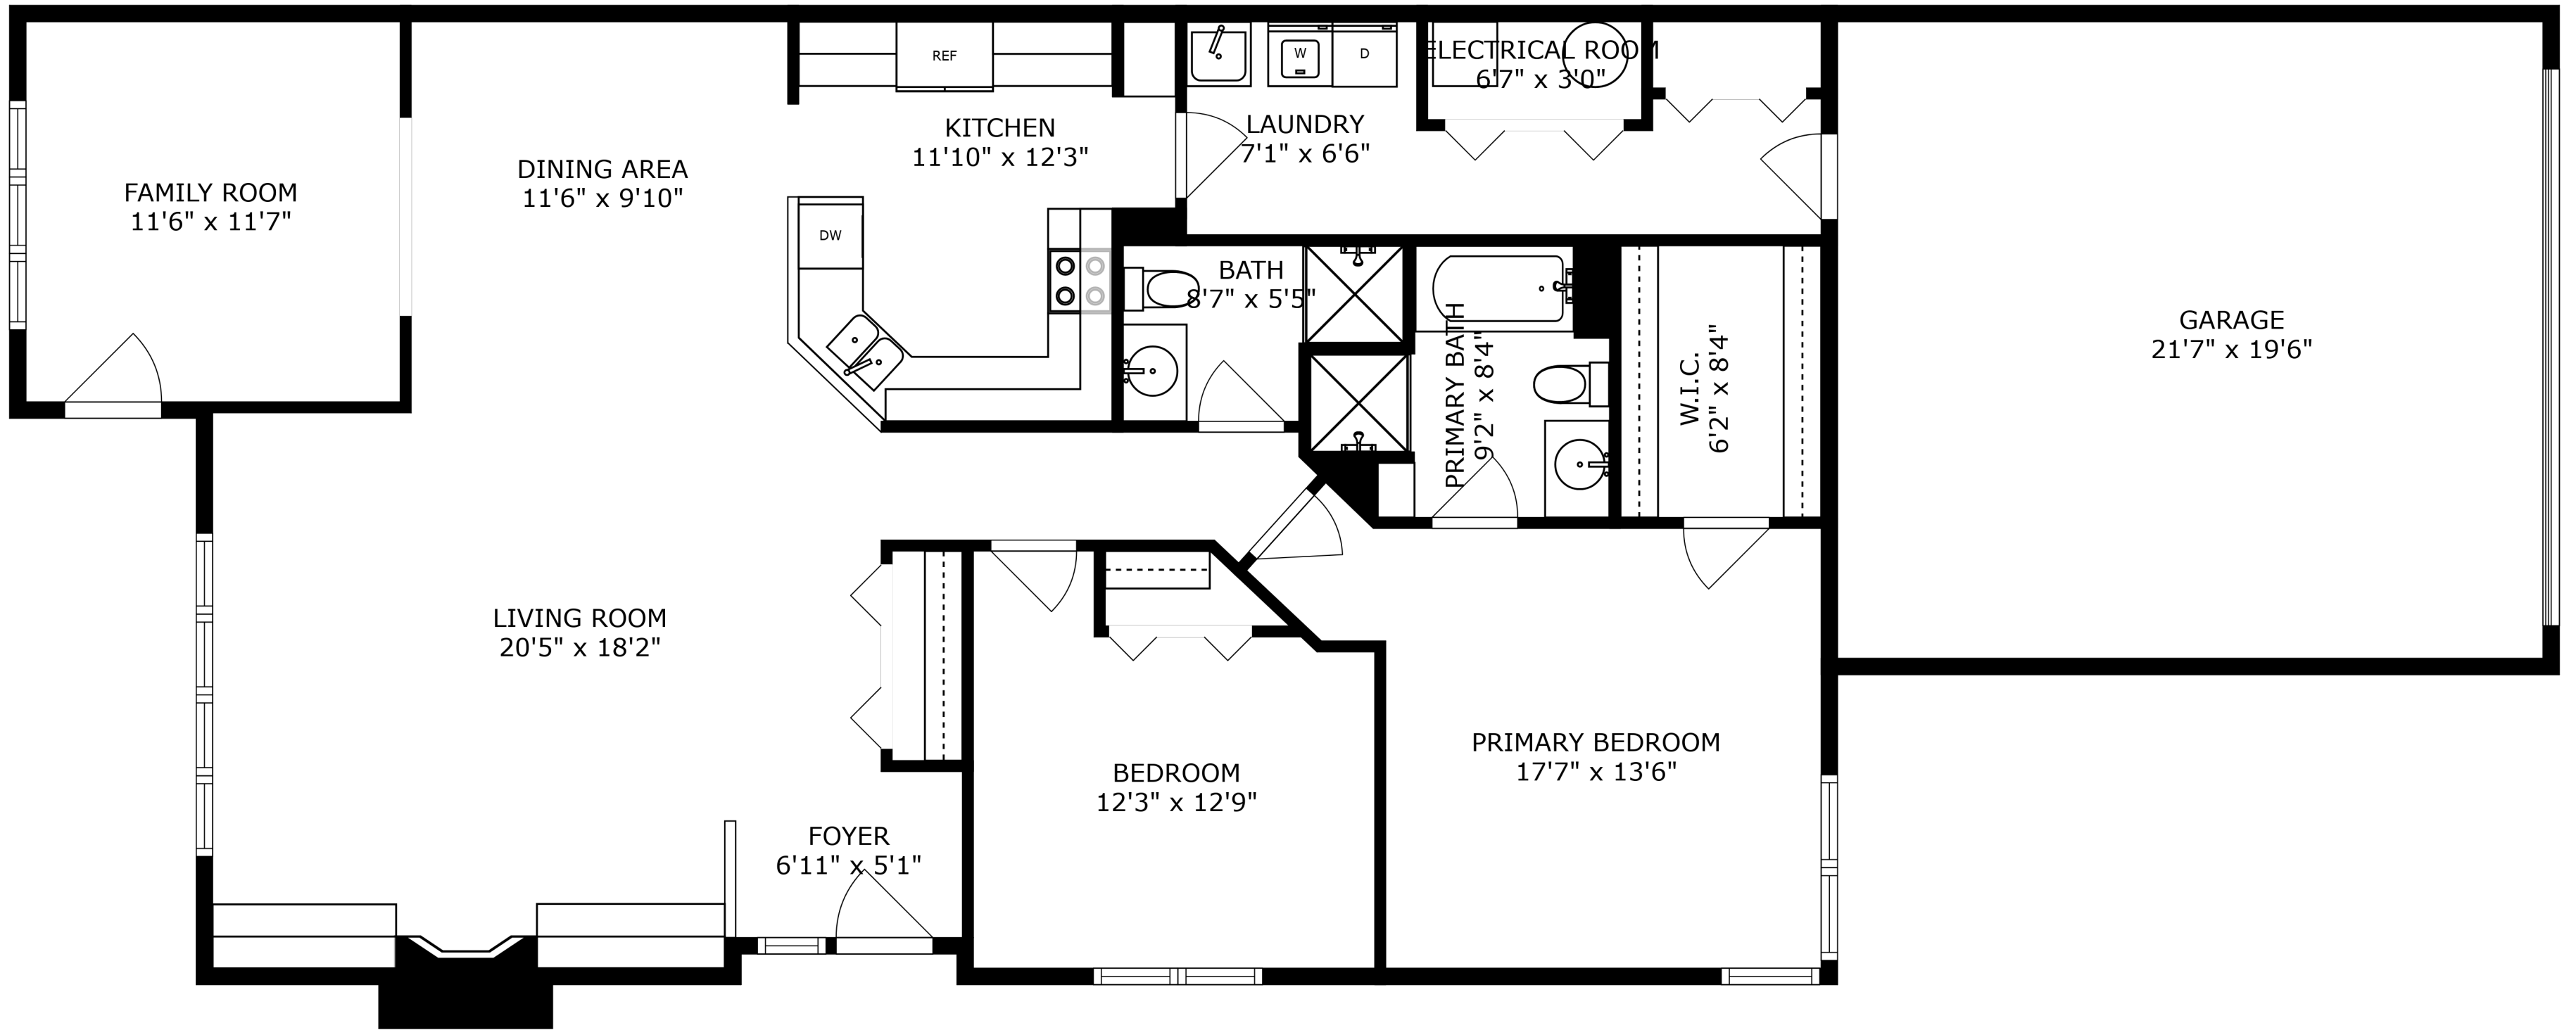 REF
W
D
ELECTRICAL ROOM
6'7" x 3'0"
KITCHEN
11'10" x 12'3"
LAUNDRY
7'1" x 6'6"
DINING AREA
11'6" x 9'10"
FAMILY ROOM
11'6" x 11'7"
DW
BATH
8'7" x 5'5"
PRIMARY BATH
9'2" x 8'4"
W.I.C.
6'2" x 8'4"
GARAGE
21'7" x 19'6"
LIVING ROOM
20'5" x 18'2"
PRIMARY BEDROOM
17'7" x 13'6"
BEDROOM
12'3" x 12'9"
FOYER
6'11" x 5'1"